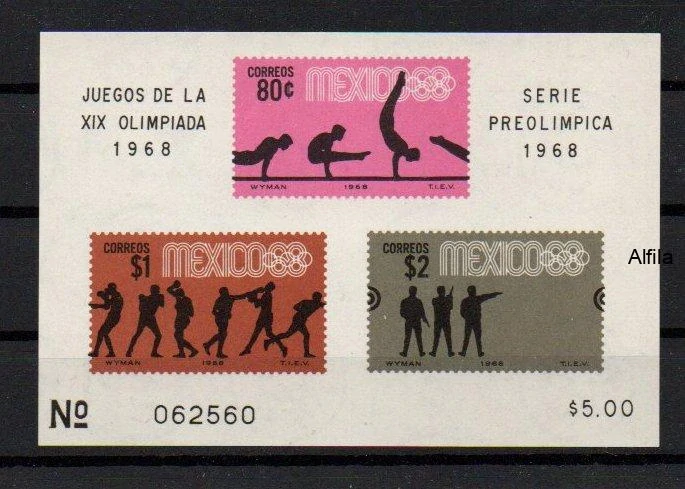 JUEGOS DE LA
XIX OLIMPIADA
1968
CORREOS
80¢
MEXICO68
WYMAN 1968 T.I.E.V.
SERIE
PREOLIMPICA
1968
CORREOS
$1
MEXICO68
WYMAN 1968 T.I.E.V.
CORREOS
$2
MEXICO68
WYMAN 1968 T.I.E.V.
Alfila
Nº 062560
$5.00